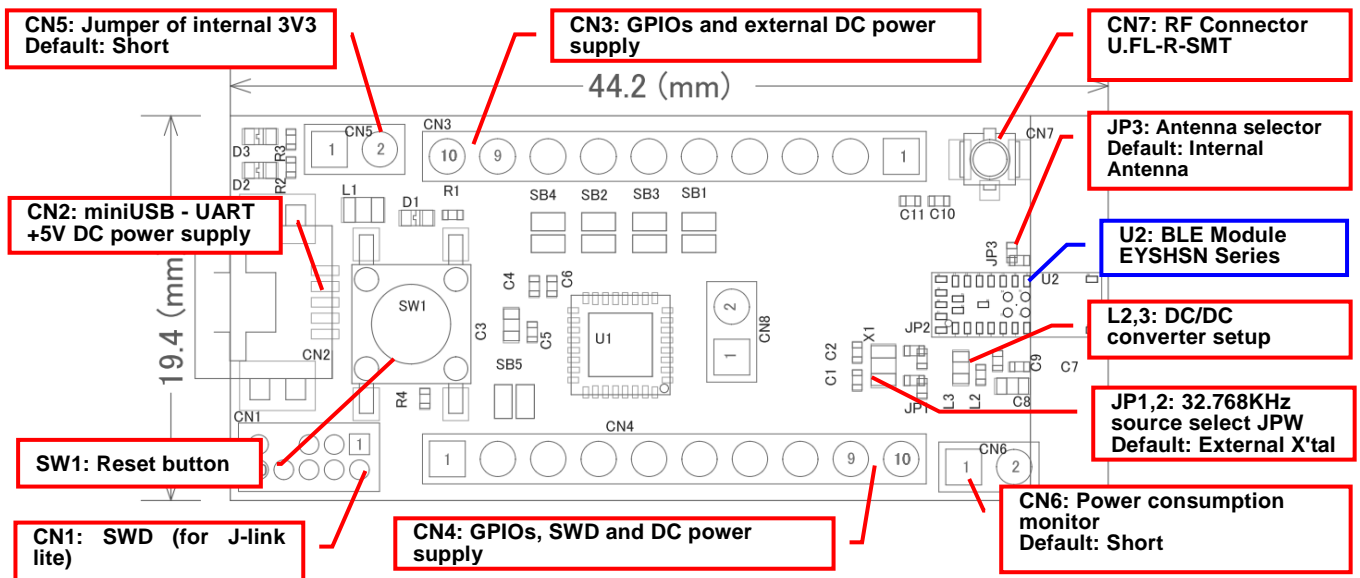 CN5: Jumper of internal 3V3
Default: Short
CN3: GPIOs and external DC power
supply
CN7: RF Connector
U.FL-R-SMT
44.2 (mm)
CN5
CN3
CN7
JP3: Antenna selector
Default: Internal
Antenna
D3
R3
1
2
10
9
1
D2
R2
L1
D1
R1
SB4
SB2
SB3
SB1
C11
C10
CN2: miniUSB - UART
+5V DC power supply
U2: BLE Module
EYSHSN Series
JP3
U2
C4
C6
SW1
C3
C5
U1
2
1
CN8
X1
JP2
L2,3: DC/DC
converter setup
19.4 (mm
CN2
SB5
C2
C1
C9
C7
R4
JP1
L3
L2
C8
CN1
1
CN4
JP1,2: 32.768KHz
source select JPW
Default: External X'tal
SW1: Reset button
1
9
10
CN6
1
2
CN1: SWD (for J-link
lite)
CN4: GPIOs, SWD and DC power
supply
CN6: Power consumption
monitor
Default: Short